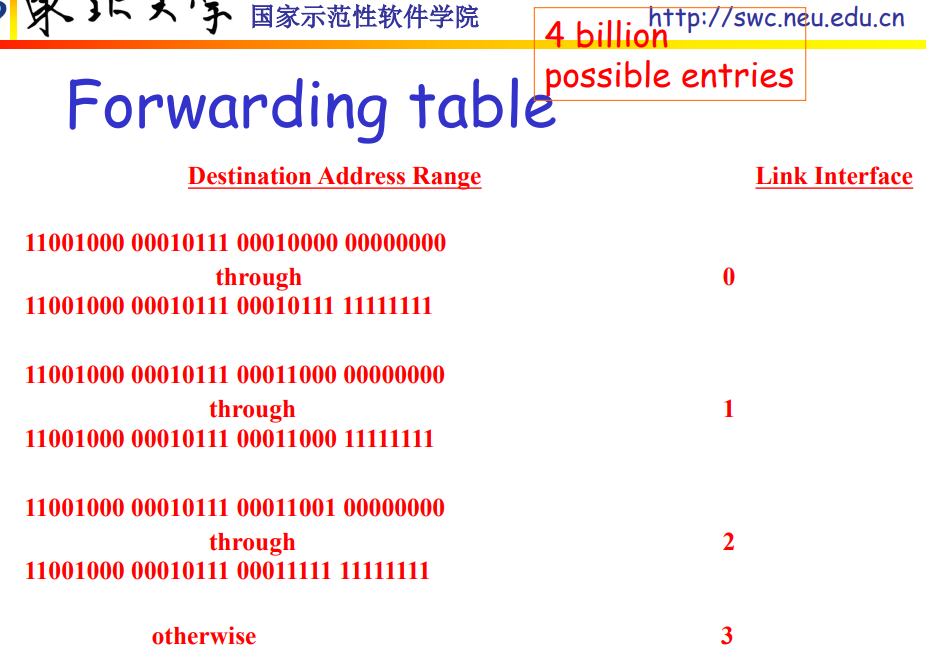 東北大学 国家示范性软件学院 http://swc.neu.edu.cn
4 billion
possible entries
Forwarding table
Destination Address Range Link Interface
11001000 00010111 00010000 00000000
through 0
11001000 00010111 00010111 11111111
11001000 00010111 00011000 00000000
through 1
11001000 00010111 00011000 11111111
11001000 00010111 00011001 00000000
through 2
11001000 00010111 00011111 11111111
otherwise 3